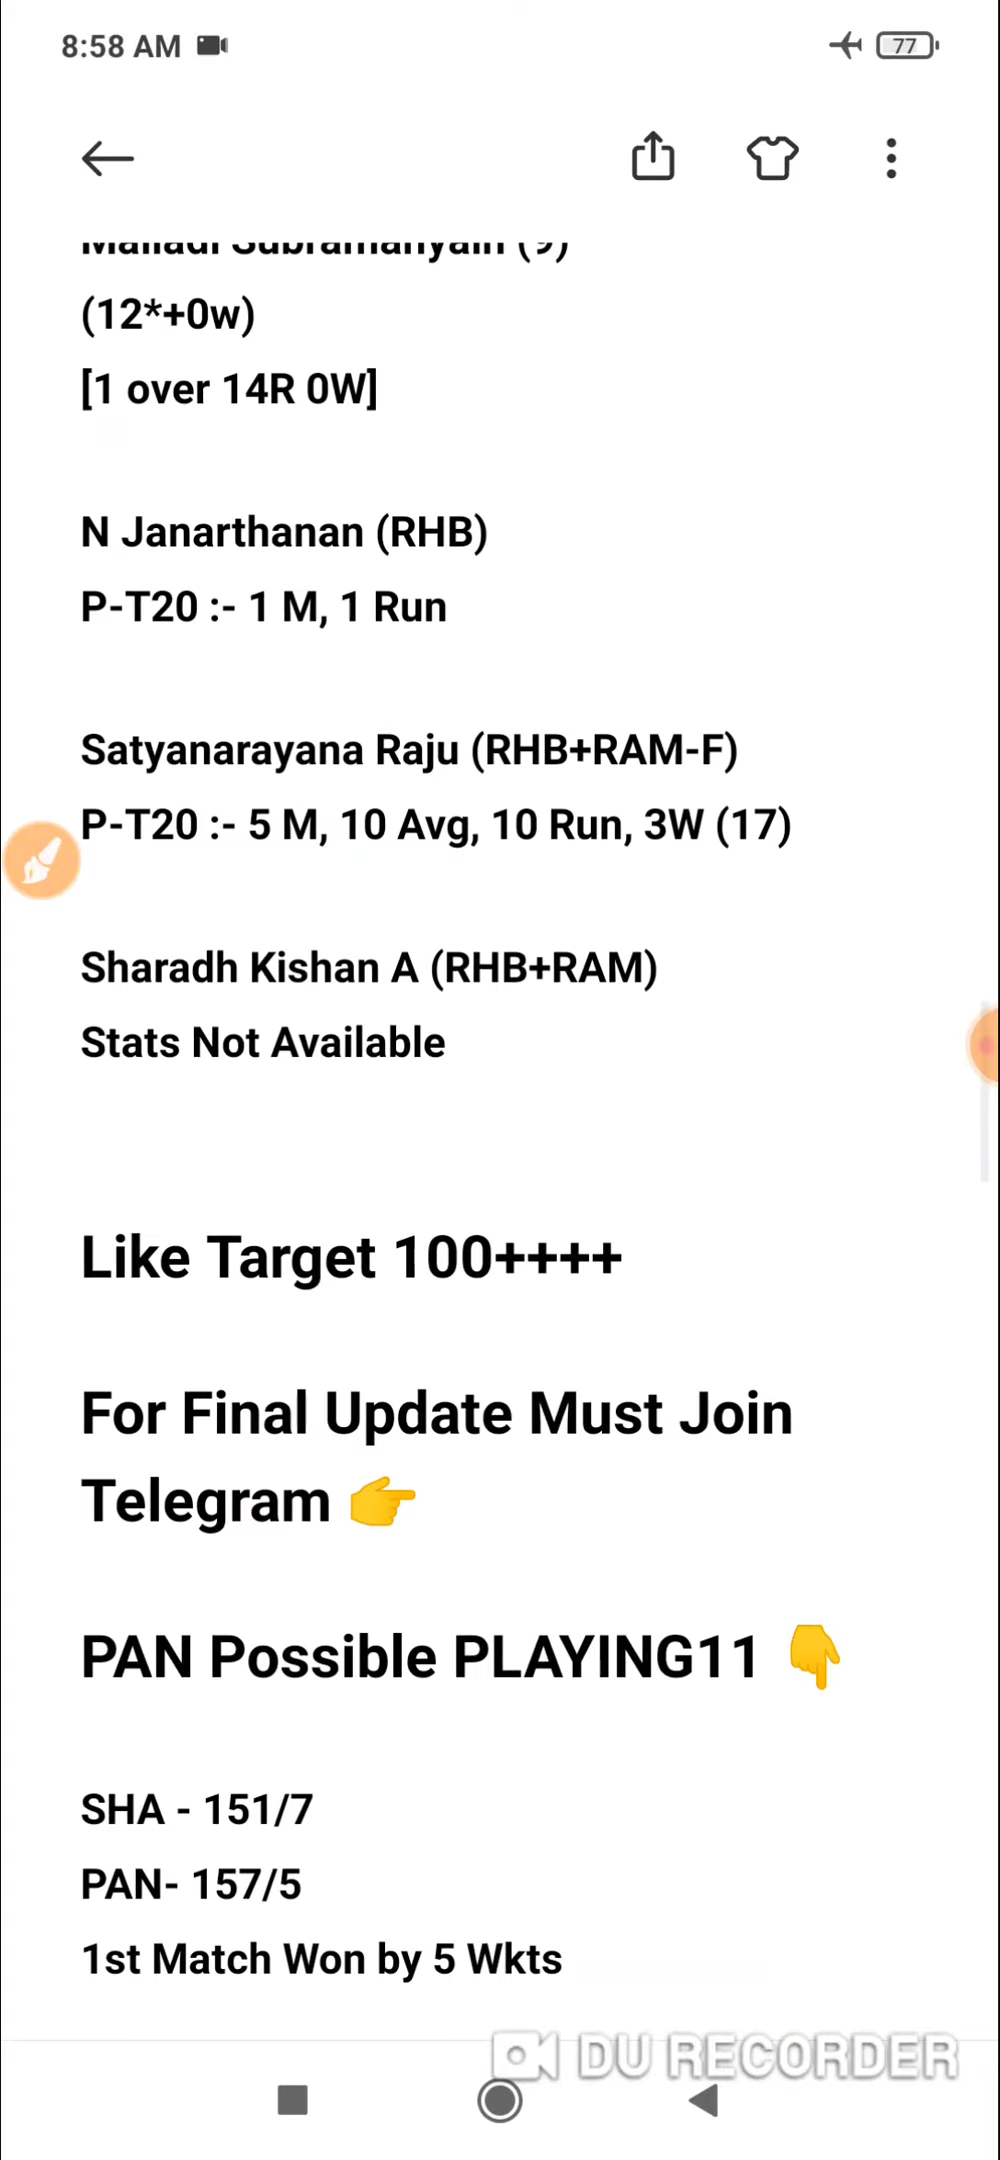 8:58 AM
77
Malladi Subramanyam (9)
(12*+0w)
[1 over 14R 0W]
N Janarthanan (RHB)
P-T20 :- 1 M, 1 Run
Satyanarayana Raju (RHB+RAM-F)
P-T20 :- 5 M, 10 Avg, 10 Run, 3W (17)
Sharadh Kishan A (RHB+RAM)
Stats Not Available
Like Target 100++++
For Final Update Must Join
Telegram 👉
PAN Possible PLAYING11 👇
SHA - 151/7
PAN- 157/5
1st Match Won by 5 Wkts
DU RECORDER